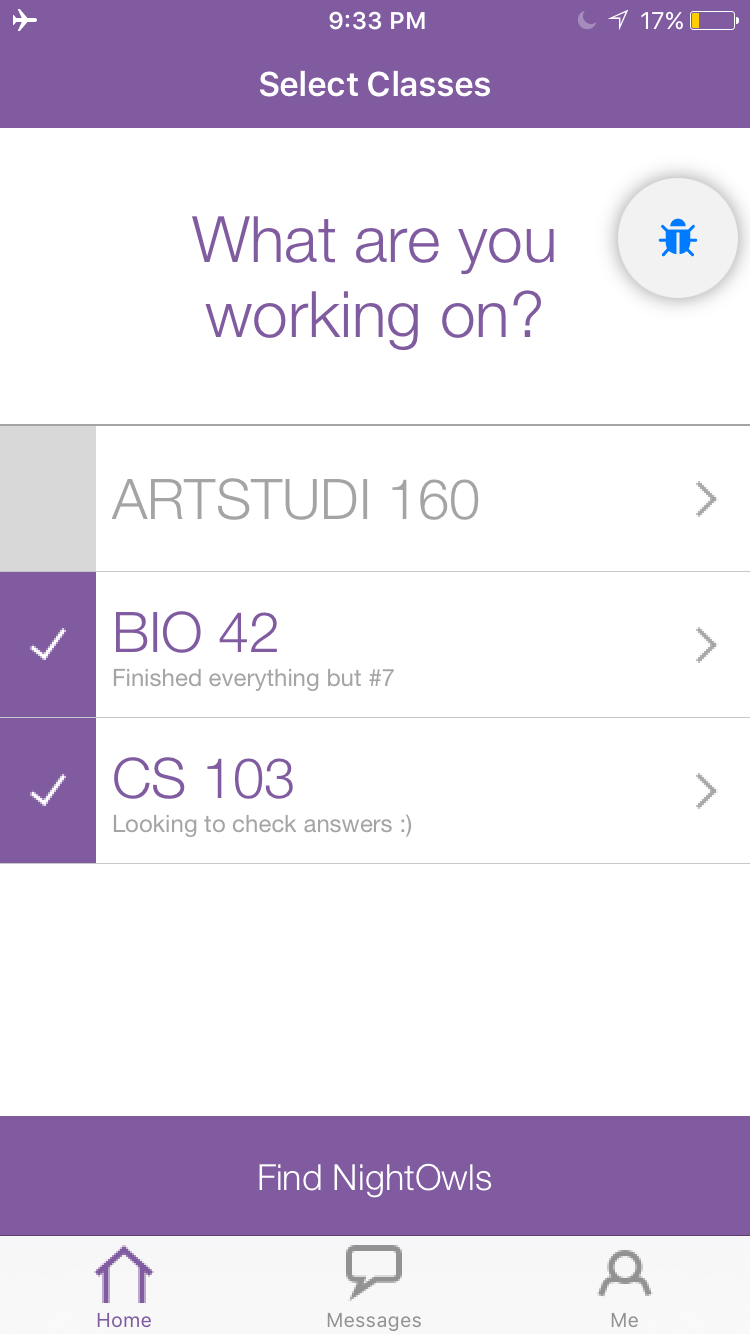 9:33 PM
17%
Select Classes
What are you
working on?
ARTSTUDI 160
BIO 42
Finished everything but #7
CS 103
Looking to check answers :)
Find NightOwls
Home
Messages
Me